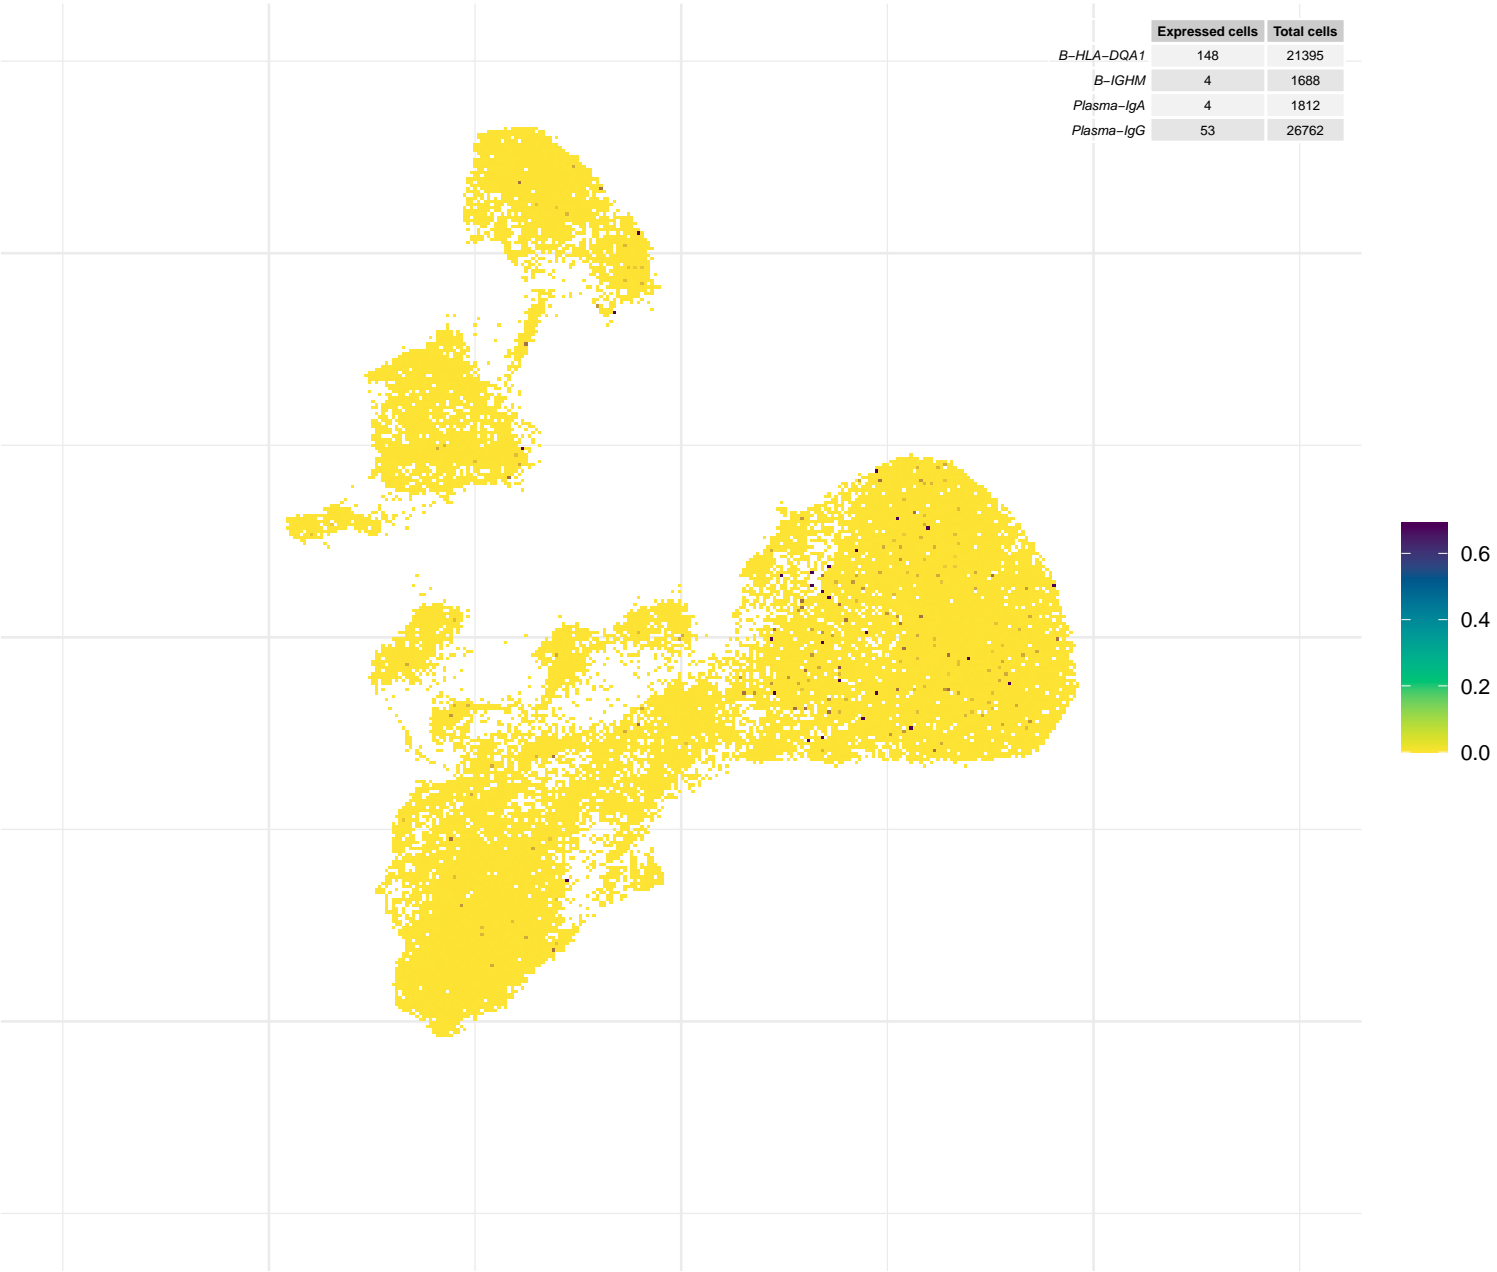 Expressed cells Total cells
B–HLA–DQA1 148 21395
B–IGHM 4 1688
Plasma–IgA 4 1812
Plasma–IgG 53 26762
0.6
0.4
0.2
0.0